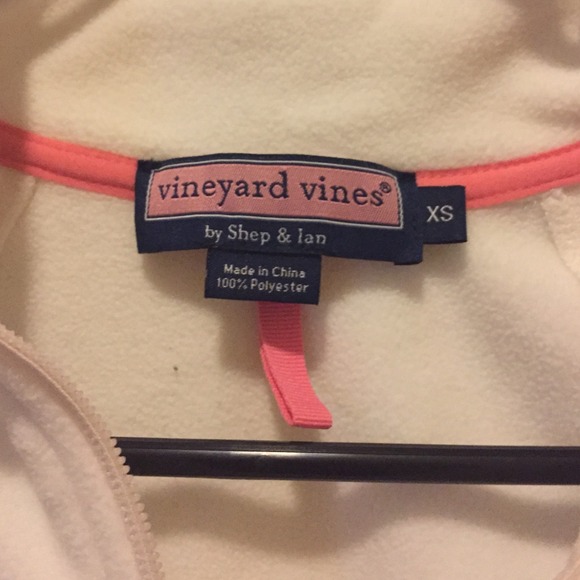 vineyard vines®
by Shep & Ian
XS
Made in China
100% Polyester